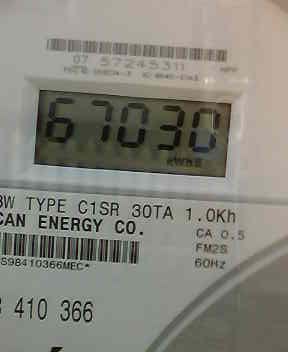 07 57245311
67030
kWh
3W TYPE C1SR 30TA 1.0Kh
CAN ENERGY CO.
CA 0.5
FM2S
60Hz
S98410366MEC*
410 366